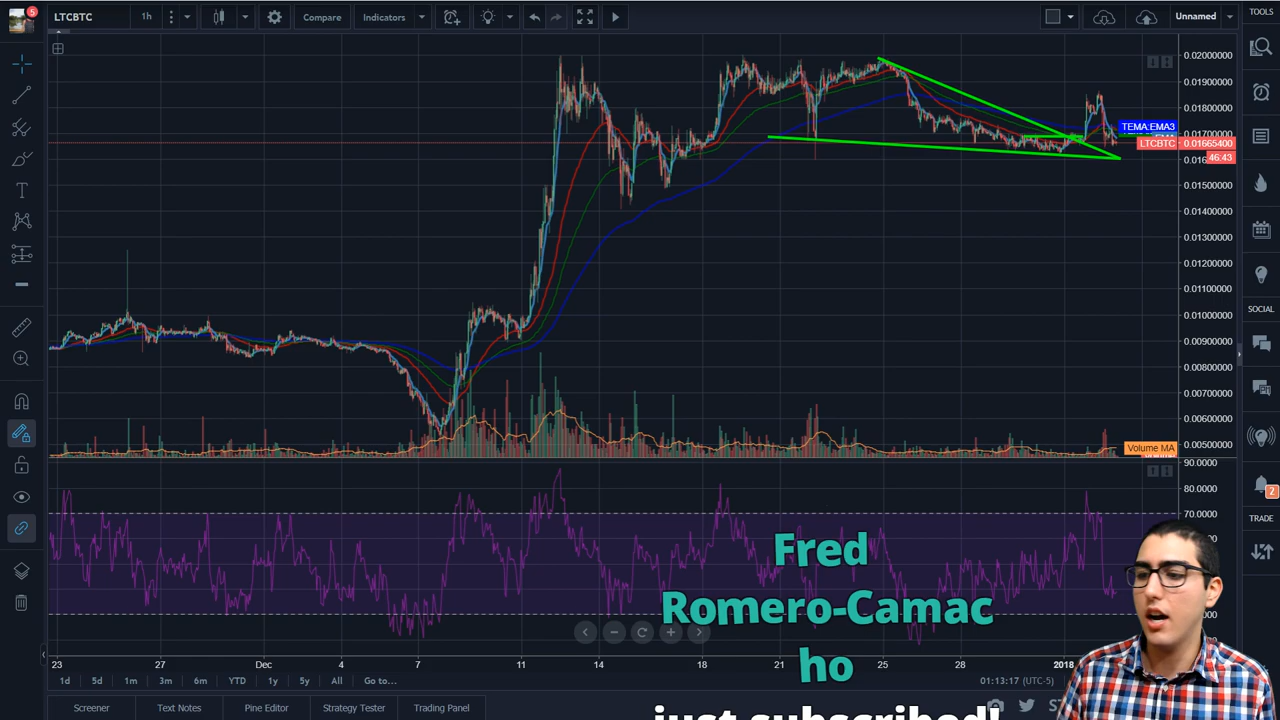 5
LTCBTC
1h
Compare
Indicators
Unnamed
TOOLS
0.02000000
0.01900000
0.01800000
TEMA:EMA3
0.01700000
LTCBTC
0.01665400
46:43
0.01500000
0.01400000
0.01300000
0.01200000
0.01100000
0.01000000
0.00900000
0.00800000
0.00700000
0.00600000
0.00500000
Volume MA
SOCIAL
90.0000
80.0000
70.0000
2
TRADE
Fred
Romero-Camac
ho
just subscribed!
23
27
Dec
4
7
11
14
18
21
25
28
2018
1d
5d
1m
3m
6m
YTD
1y
5y
All
Go to...
01:13:17 (UTC-5)
Screener
Text Notes
Pine Editor
Strategy Tester
Trading Panel